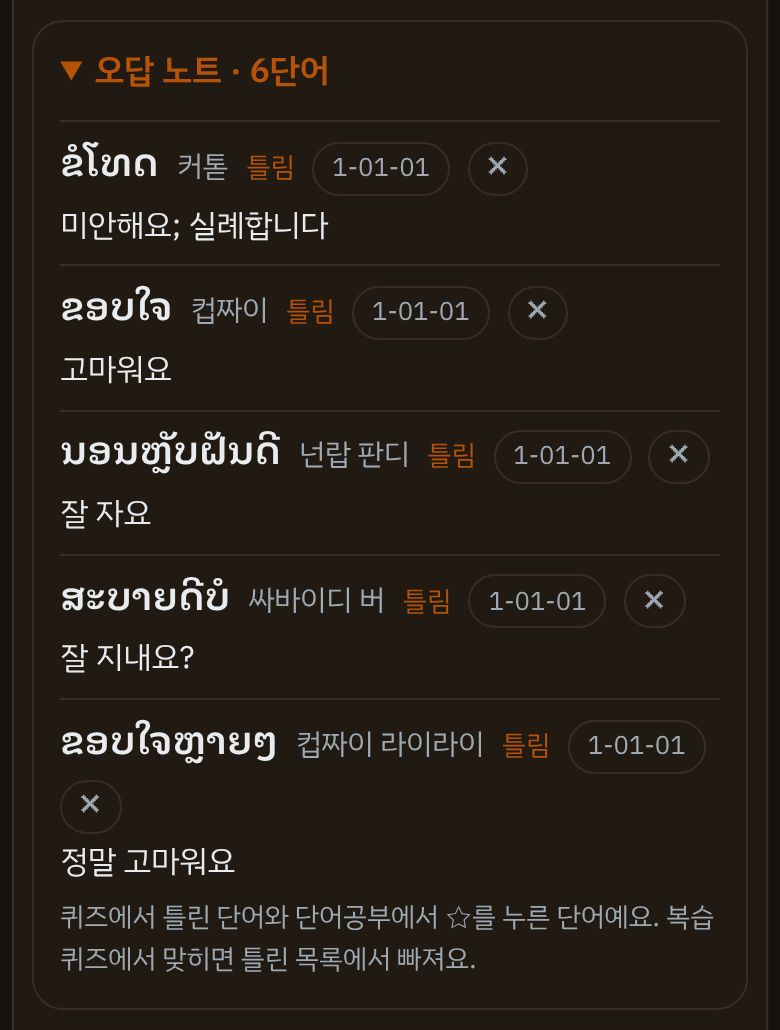 ▼ 오답 노트 · 6단어
ຂໍໂທດ 커톧 틀림 1-01-01 ✕
미안해요; 실례합니다
ຂອບໃຈ 컵짜이 틀림 1-01-01 ✕
고마워요
ນອນຫຼັບຝັນດີ 넌랍 판디 틀림 1-01-01 ✕
잘 자요
ສະບາຍດີບໍ 싸바이디 버 틀림 1-01-01 ✕
잘 지내요?
ຂອບໃຈຫຼາຍໆ 컵짜이 라이라이 틀림 1-01-01
✕
정말 고마워요
퀴즈에서 틀린 단어와 단어공부에서 ☆를 누른 단어예요. 복습
퀴즈에서 맞히면 틀린 목록에서 빠져요.